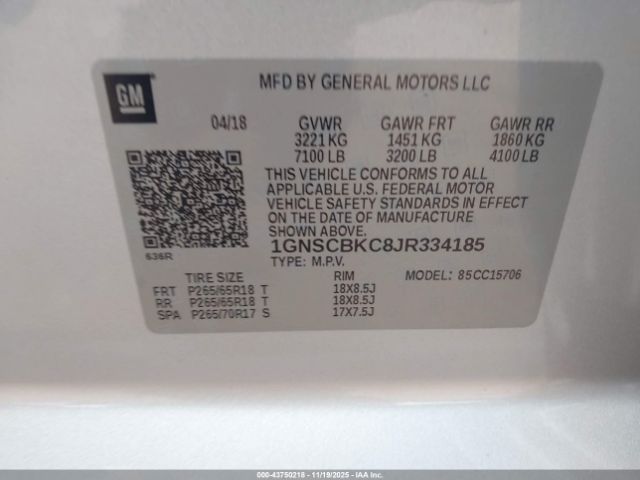 GM
MFD BY GENERAL MOTORS LLC
04/18 GVWR GAWR FRT GAWR RR
3221 KG 1451 KG 1860 KG
7100 LB 3200 LB 4100 LB
THIS VEHICLE CONFORMS TO ALL
APPLICABLE U.S. FEDERAL MOTOR
VEHICLE SAFETY STANDARDS IN EFFECT
ON THE DATE OF MANUFACTURE
1GNSCBKC8JR334185
636R
TYPE: M.P.V. MODEL: 85CC15706
TIRE SIZE RIM
FRT P265/65R18 T 18X8.5J
RR P265/65R18 T 18X8.5J
SPA P265/70R17 S 17X7.5J
000-43750218 - 11/19/2025 - IAA Inc.